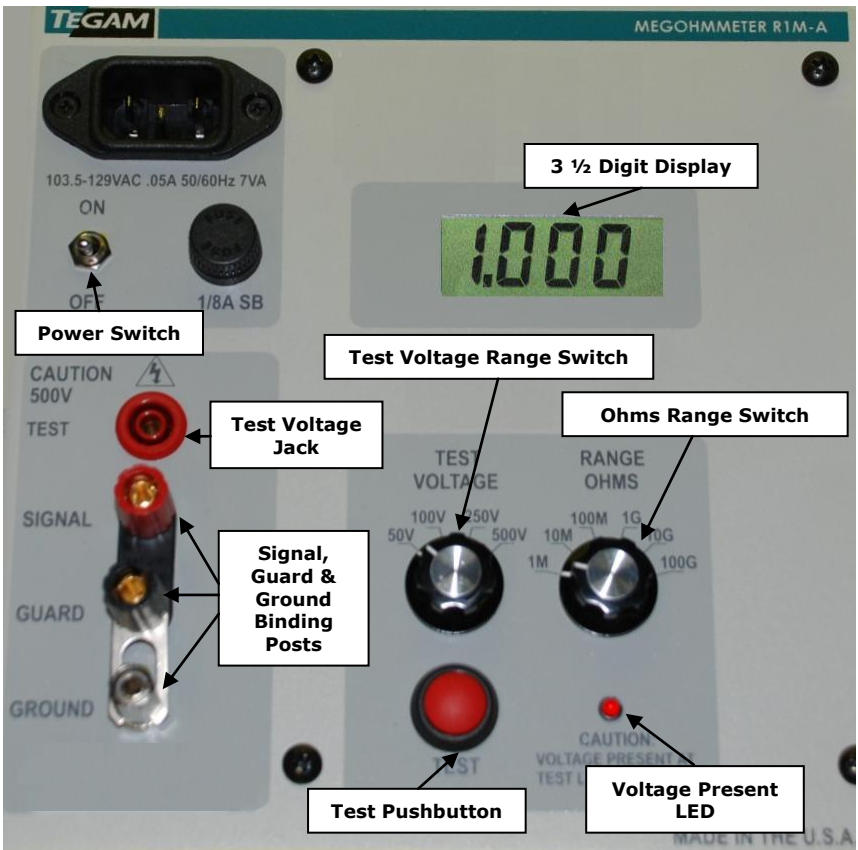 TEGAM
MEGOHMMETER R1M-A
103.5-129VAC .05A 50/60Hz 7VA
ON
OFF
FUSE
1/8A SB
3 ½ Digit Display
1.000
Power Switch
Test Voltage Range Switch
CAUTION
500V
TEST
Test Voltage
Jack
Ohms Range Switch
TEST
VOLTAGE
50V
100V
250V
500V
RANGE
OHMS
1M
10M
100M
1G
10G
100G
SIGNAL
GUARD
GROUND
Signal,
Guard &
Ground
Binding
Posts
TEST
CAUTION:
VOLTAGE PRESENT AT
TEST
Test Pushbutton
Voltage Present
LED
MADE IN THE U.S.A